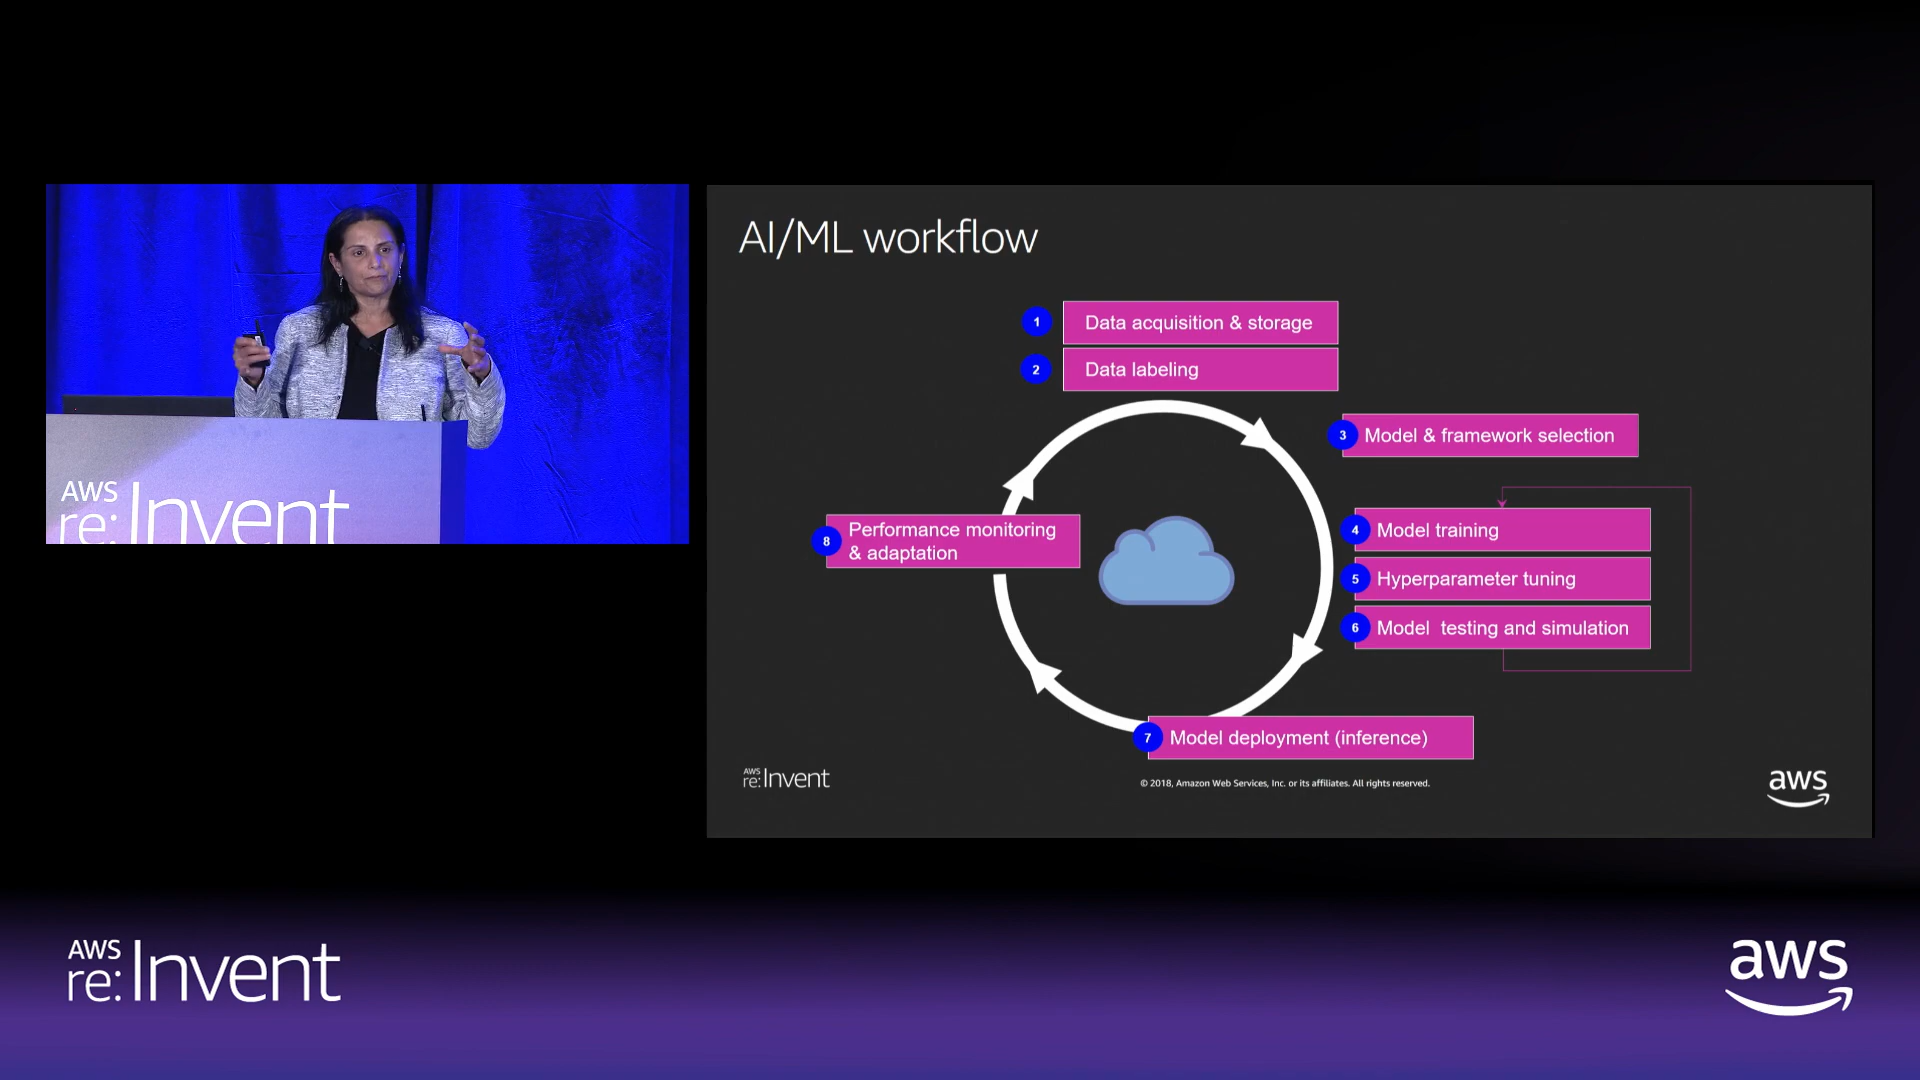 AWS
re:Invent
AI/ML workflow
1 Data acquisition & storage
2 Data labeling
3 Model & framework selection
4 Model training
5 Hyperparameter tuning
6 Model testing and simulation
7 Model deployment (inference)
8 Performance monitoring
& adaptation
AWS
re:Invent
© 2018, Amazon Web Services, Inc. or its affiliates. All rights reserved.
aws
AWS
re:Invent
aws